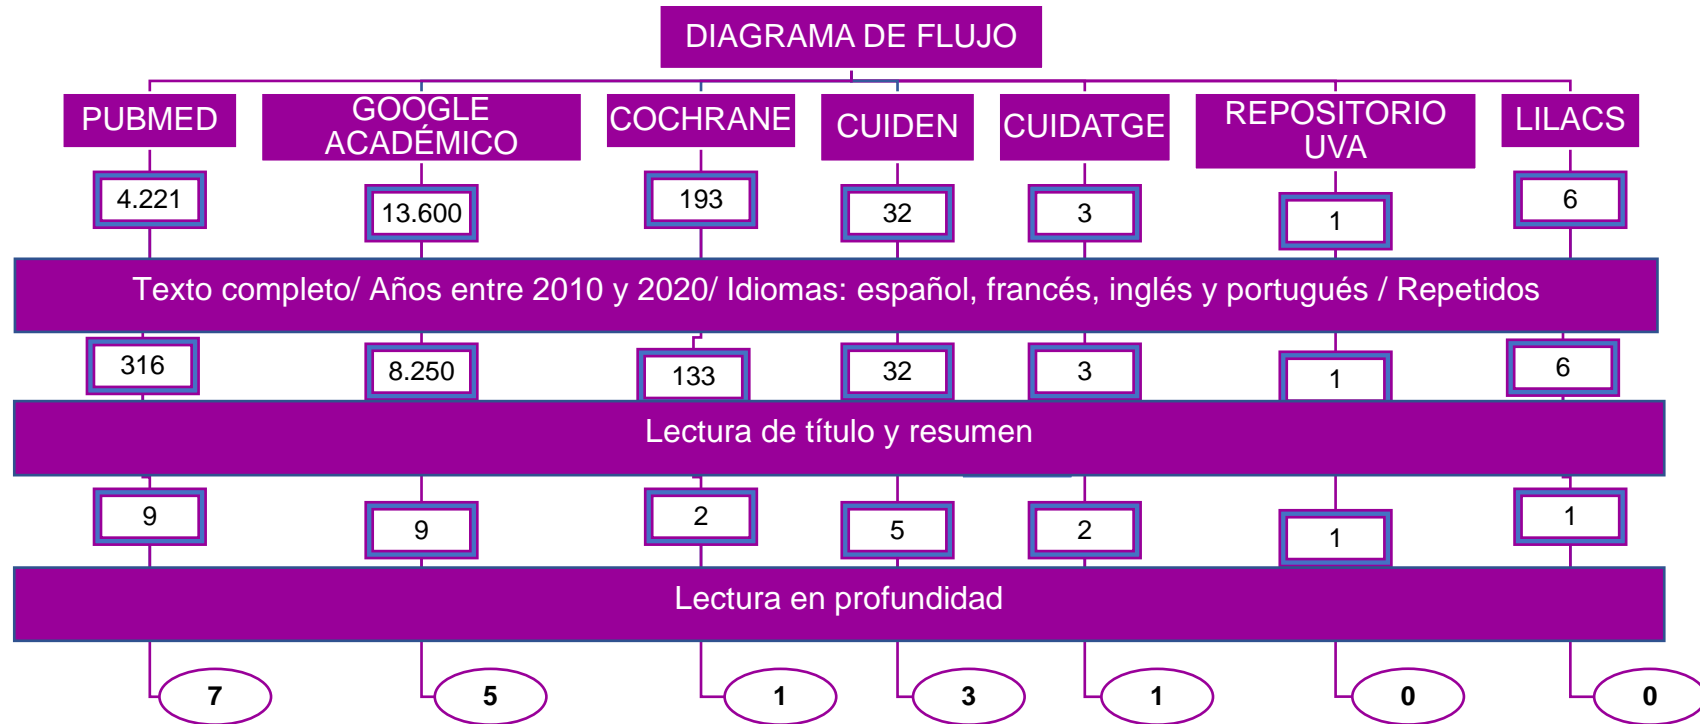 DIAGRAMA DE FLUJO
PUBMED
GOOGLE
ACADÉMICO
COCHRANE
CUIDEN
CUIDATGE
REPOSITORIO
UVA
LILACS
4.221
13.600
193
32
3
1
6
Texto completo/ Años entre 2010 y 2020/ Idiomas: español, francés, inglés y portugués / Repetidos
316
8.250
133
32
3
1
6
Lectura de título y resumen
9
9
2
5
2
1
1
Lectura en profundidad
7
5
1
3
1
0
0